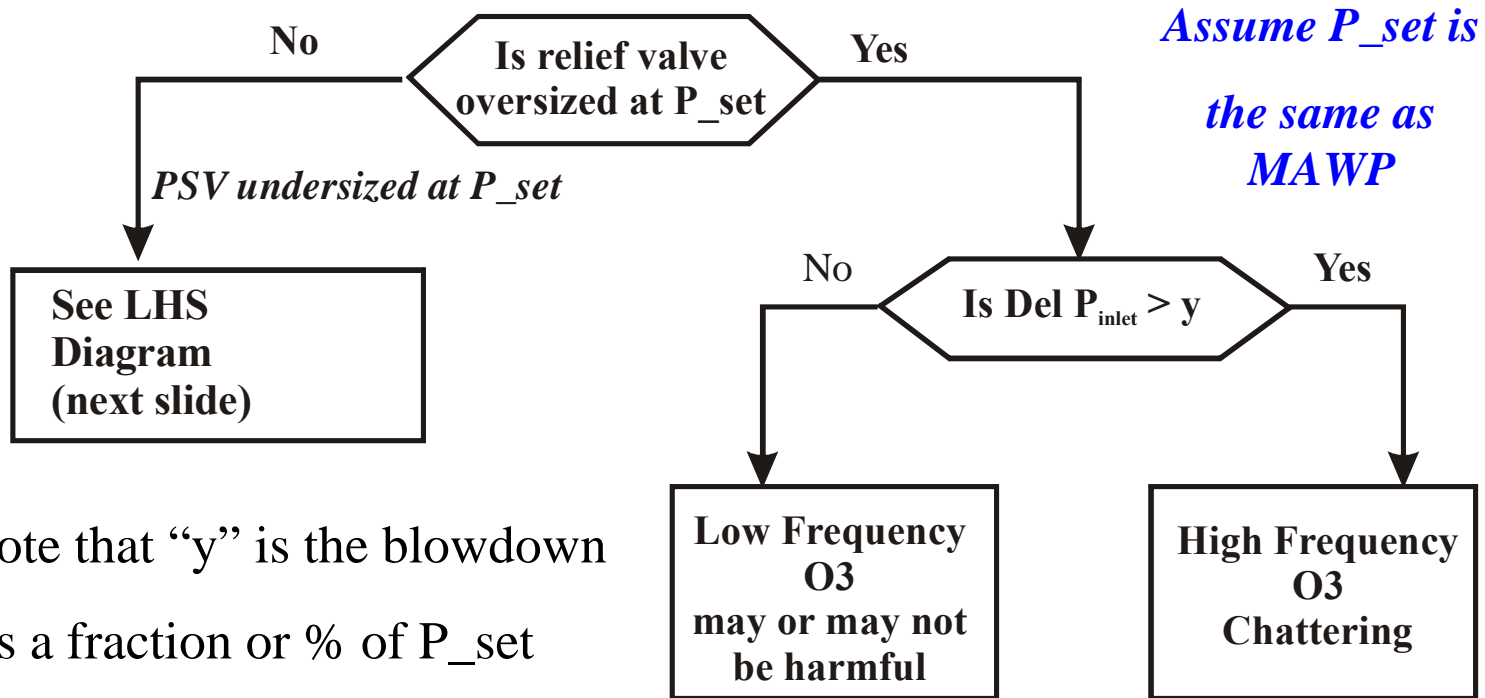 No
Is relief valve
oversized at P_set
Yes
Assume P_set is
the same as
MAWP
PSV undersized at P_set
See LHS
Diagram
(next slide)
No
Is Del P_inlet > y
Yes
ote that “y” is the blowdown
s a fraction or % of P_set
Low Frequency
O3
may or may not
be harmful
High Frequency
O3
Chattering